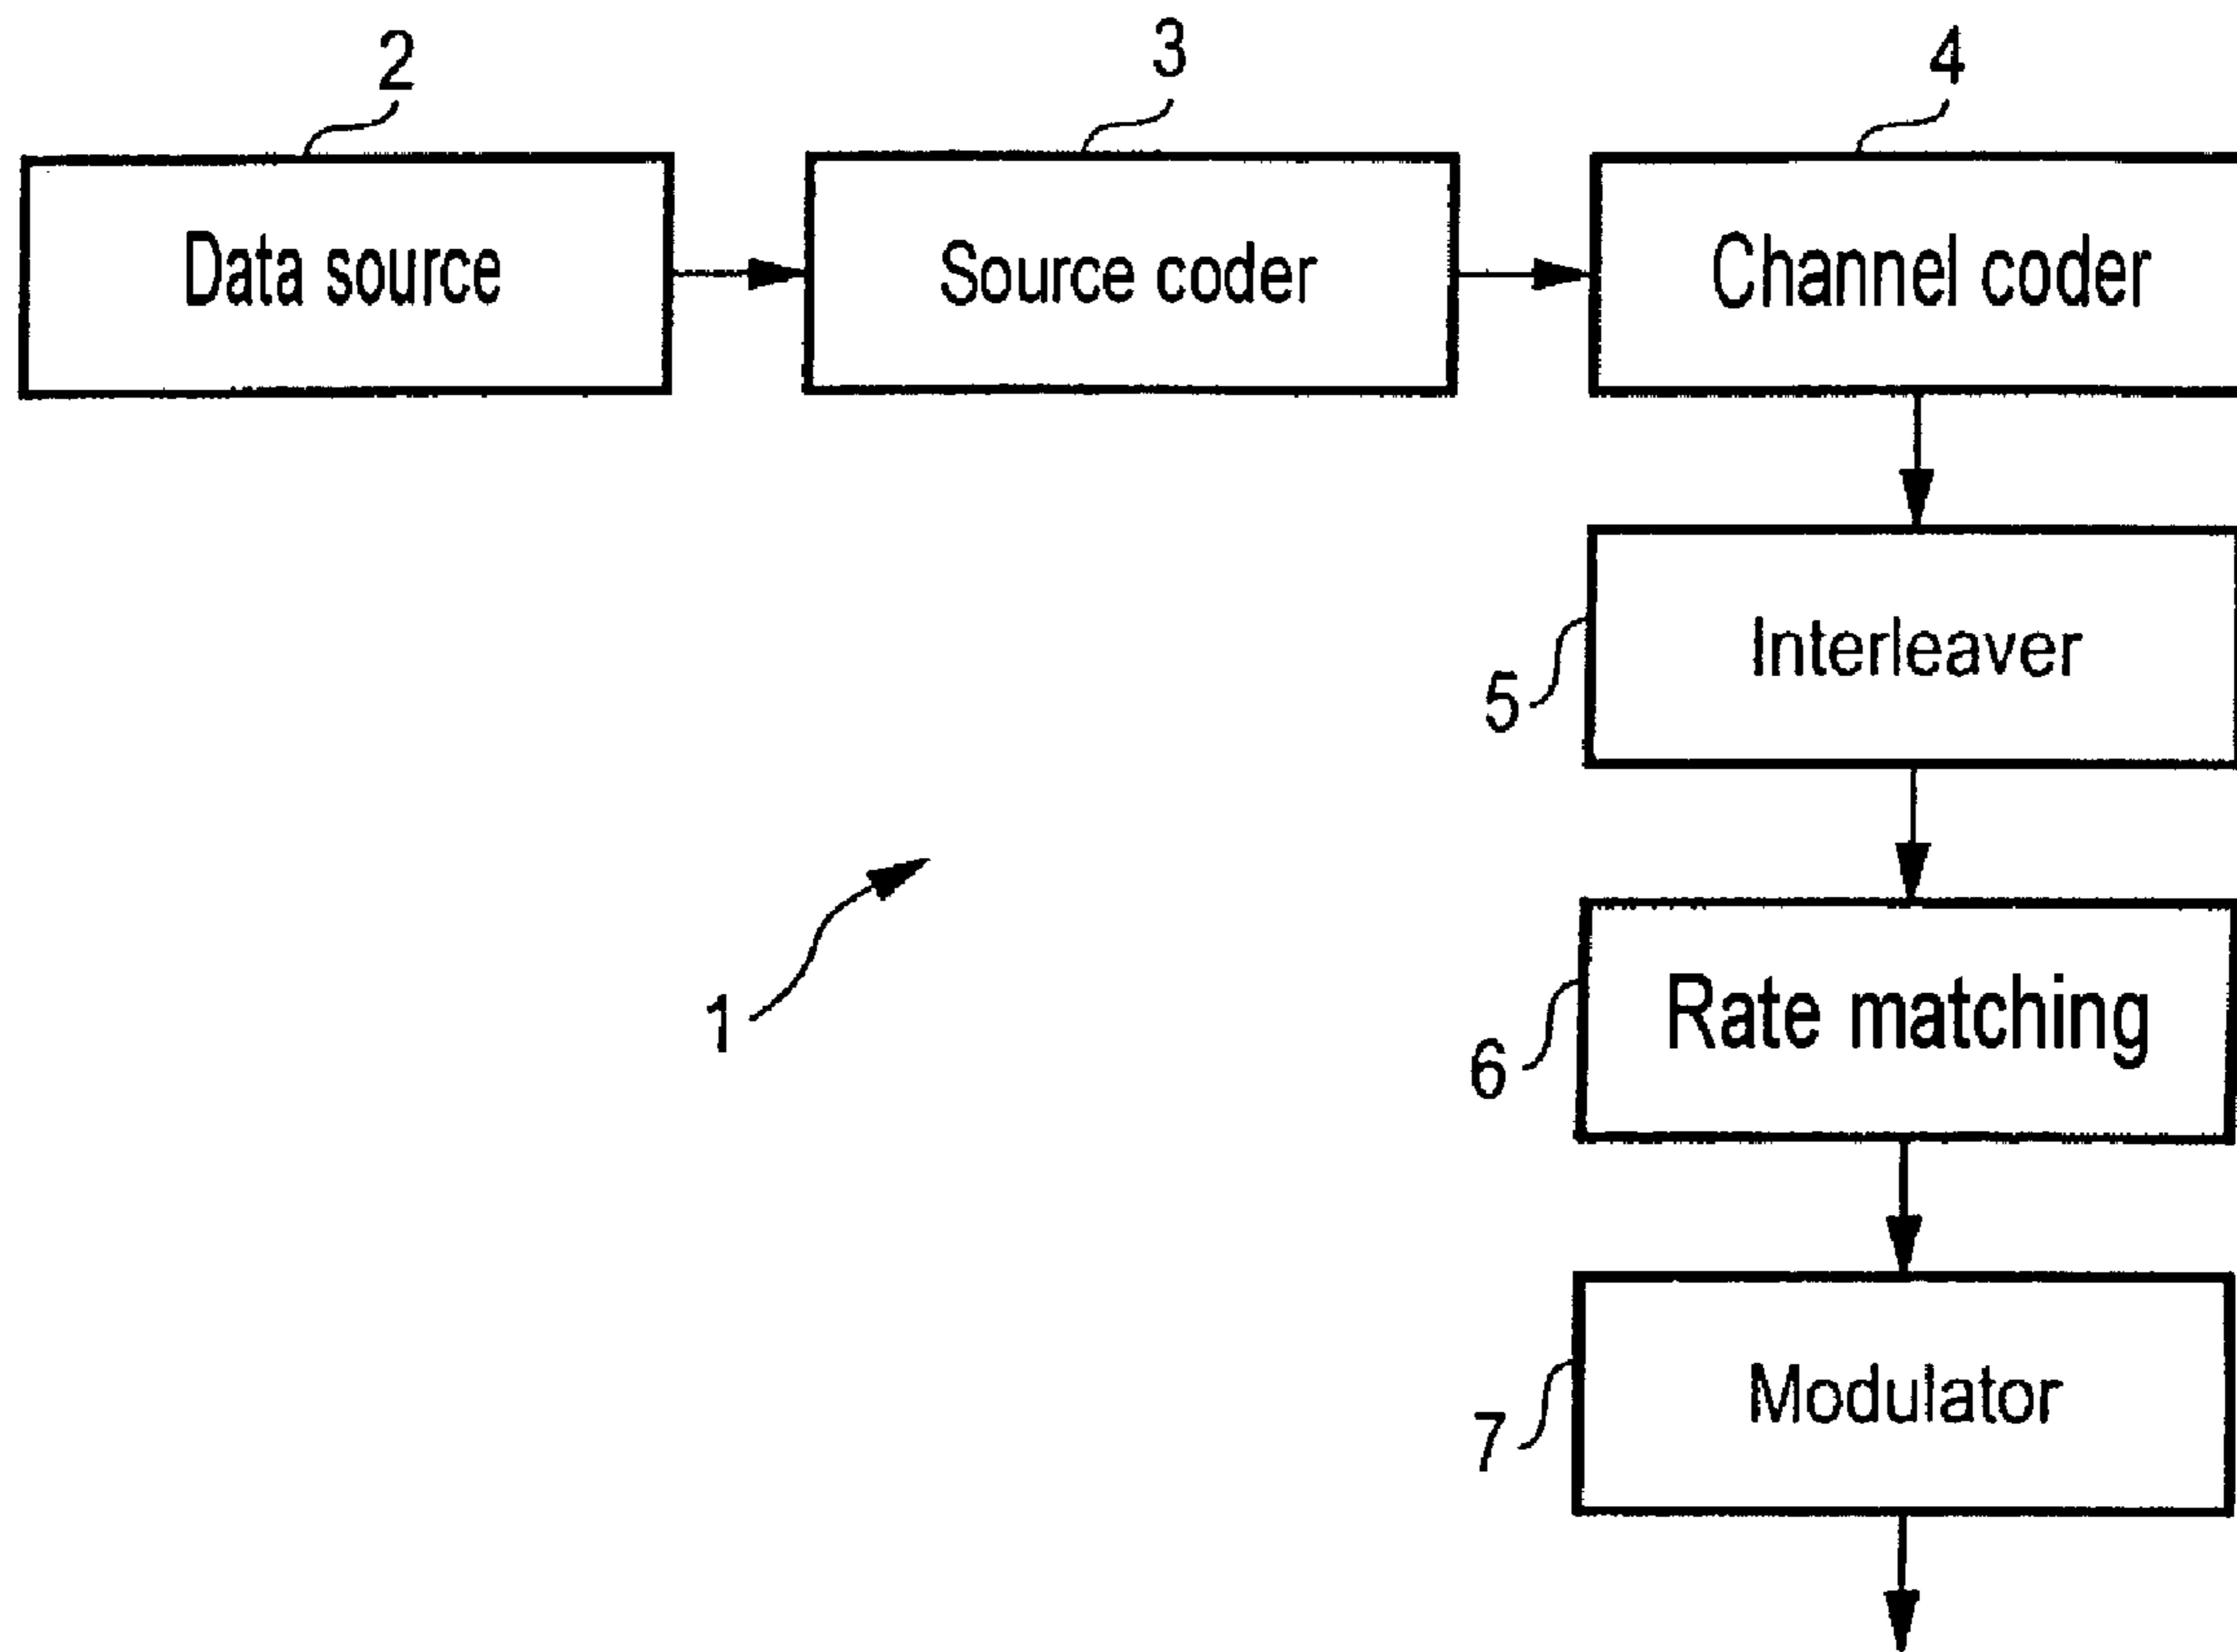 2
3
4
Data source
Source coder
Channel coder
5
Interleaver
1
6
Rate matching
7
Modulator